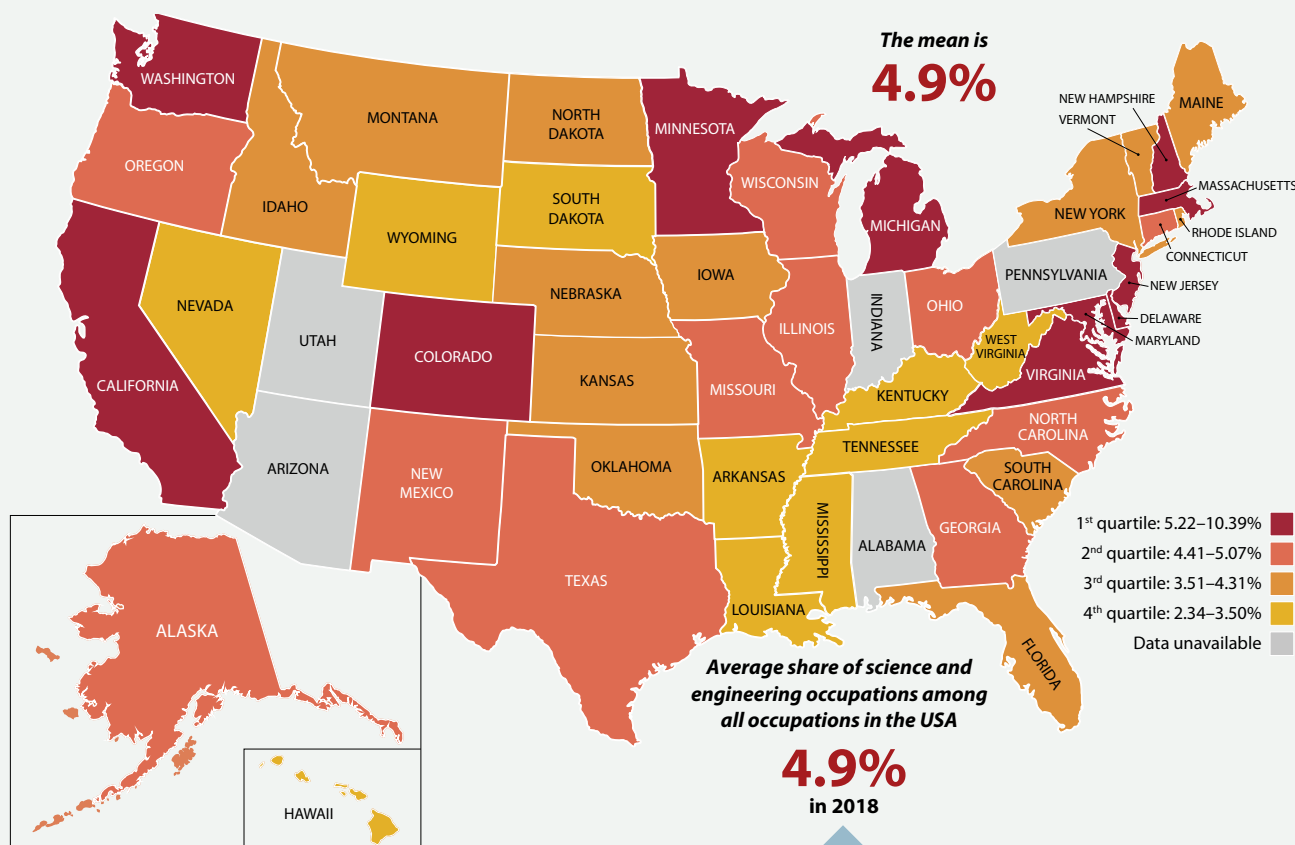 The mean is
4.9%
WASHINGTON
OREGON
CALIFORNIA
IDAHO
NEVADA
MONTANA
WYOMING
UTAH
ARIZONA
COLORADO
NEW
MEXICO
NORTH
DAKOTA
SOUTH
DAKOTA
NEBRASKA
KANSAS
OKLAHOMA
TEXAS
MINNESOTA
IOWA
MISSOURI
ARKANSAS
LOUISIANA
WISCONSIN
ILLINOIS
MICHIGAN
INDIANA
OHIO
KENTUCKY
TENNESSEE
MISSISSIPPI
ALABAMA
GEORGIA
FLORIDA
SOUTH
CAROLINA
NORTH
CAROLINA
VIRGINIA
WEST
VIRGINIA
PENNSYLVANIA
NEW YORK
MAINE
NEW HAMPSHIRE
VERMONT
MASSACHUSETTS
RHODE ISLAND
CONNECTICUT
NEW JERSEY
DELAWARE
MARYLAND
ALASKA
HAWAII
1st quartile: 5.22–10.39%
2nd quartile: 4.41–5.07%
3rd quartile: 3.51–4.31%
4th quartile: 2.34–3.50%
Data unavailable
Average share of science and
engineering occupations among
all occupations in the USA
4.9%
in 2018